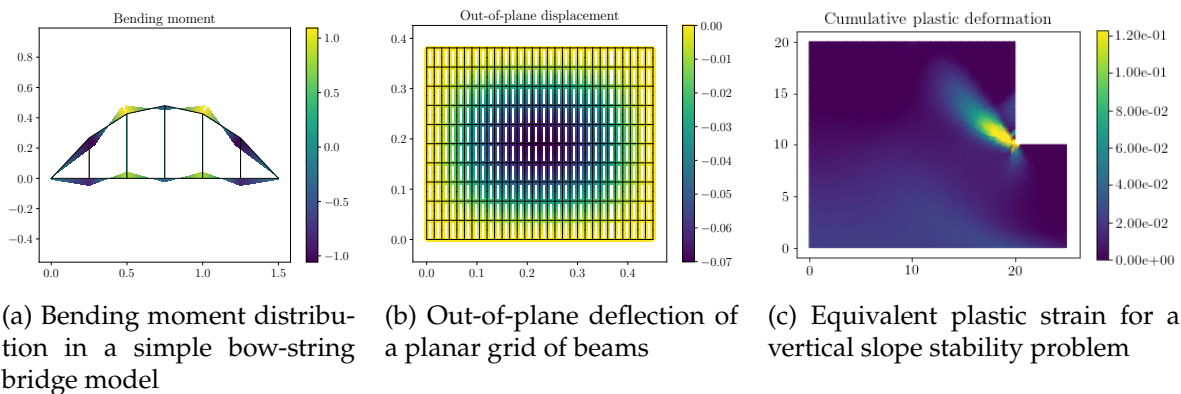 Bending moment
0.8
0.6
0.4
0.2
0.0
−0.2
−0.4
0.0
0.5
1.0
1.5
1.0
0.5
0.0
−0.5
−1.0
(a) Bending moment distribu-
tion in a simple bow-string
bridge model
Out-of-plane displacement
0.4
0.3
0.2
0.1
0.0
0.0
0.1
0.2
0.3
0.4
0.00
−0.01
−0.02
−0.03
−0.04
−0.05
−0.06
−0.07
(b) Out-of-plane deflection of
a planar grid of beams
Cumulative plastic deformation
20
15
10
5
0
0
10
20
1.20e-01
1.00e-01
8.00e-02
6.00e-02
4.00e-02
2.00e-02
0.00e+00
(c) Equivalent plastic strain for a
vertical slope stability problem